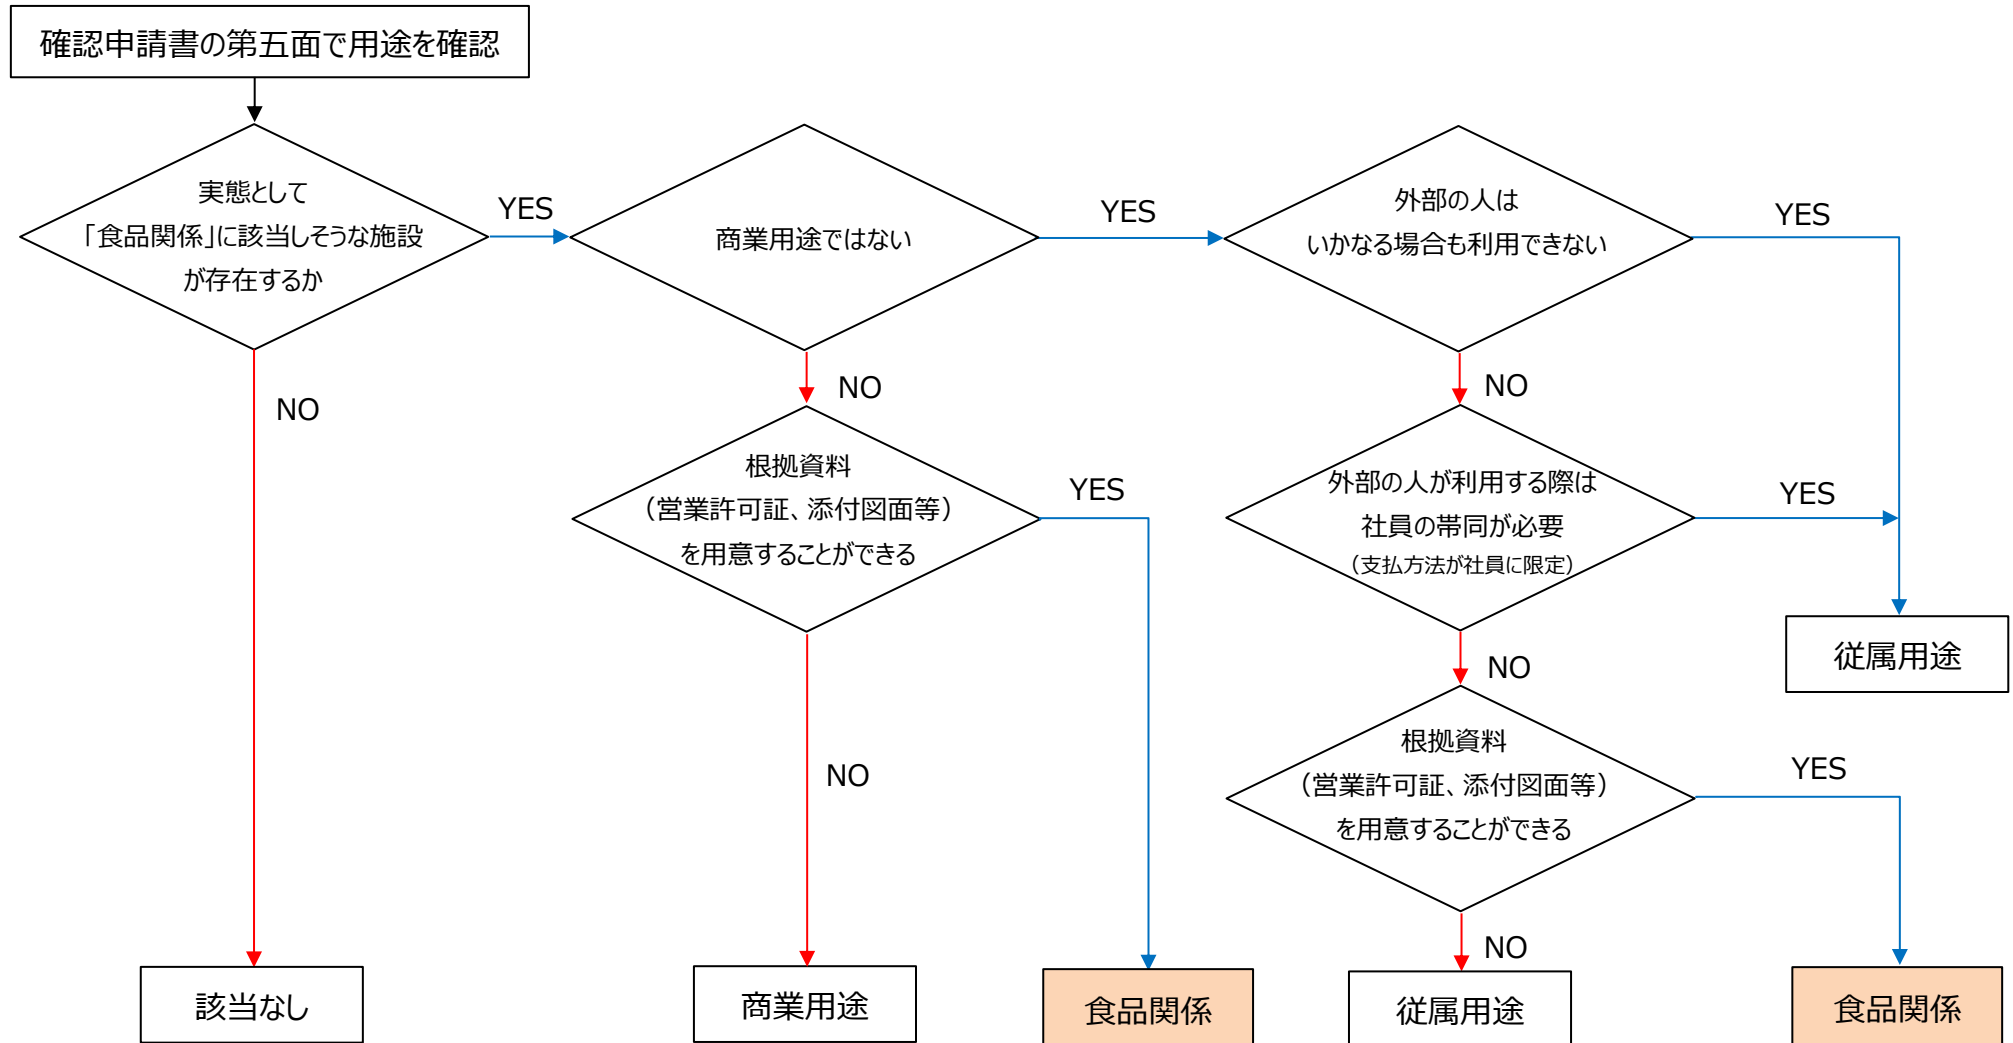 確認申請書の第五面で用途を確認
実態として
「食品関係」に該当しそうな施設
が存在するか
YES
商業用途ではない
YES
外部の人は
いかなる場合も利用できない
YES
NO
NO
NO
根拠資料
（営業許可証、添付図面等）
を用意することができる
YES
外部の人が利用する際は
社員の帯同が必要
（支払方法が社員に限定）
YES
従属用途
NO
NO
根拠資料
（営業許可証、添付図面等）
を用意することができる
YES
NO
該当なし
商業用途
食品関係
従属用途
食品関係